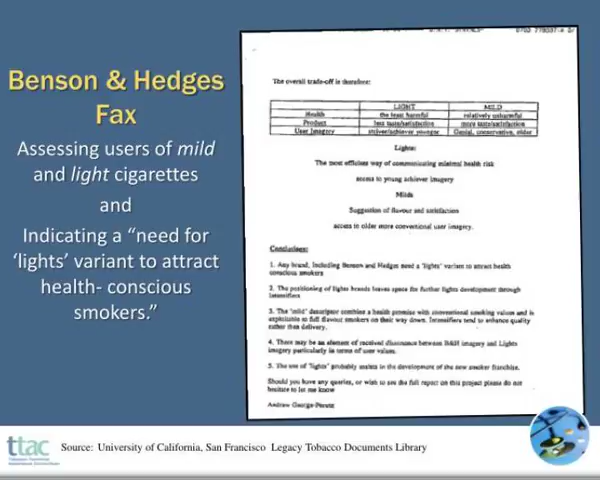 Benson & Hedges
Fax
Assessing users of mild
and light cigarettes
and
Indicating a “need for
‘lights’ variant to attract
health- conscious
smokers.”
The overall trade-off is therefore:
LIGHT MILD
Health the least harmful relatively unharmful
Product less taste/satisfaction more taste/satisfaction
User Imagery striver/achiever younger Genial, conservative, older
Lights:
The most efficient way of communicating minimal health risk
access to young achiever imagery
Milds
Suggestion of flavour and satisfaction
access to older more conventional user imagery.
Conclusions:
1. Any brand, including Benson and Hedges need a 'lights' variant to attract health
conscious smokers
2. The positioning of lights brands leaves space for further lights development through
intensifiers
3. The 'mild' descriptor combine a health promise with conventional smoking values and is
exploitable to full flavour smokers on their way down. Intensifiers tend to enhance quality
rather than delivery.
4. There may be an element of received dissonance between B&H imagery and Lights
imagery particularly in terms of user values.
5. The use of 'lights' probably assists in the development of the new smoker franchise.
Should you have any queries, or wish to see the full report on this project please do not
hesitate to let me know
Andrew George-Perutz
ttac
Source: University of California, San Francisco Legacy Tobacco Documents Library